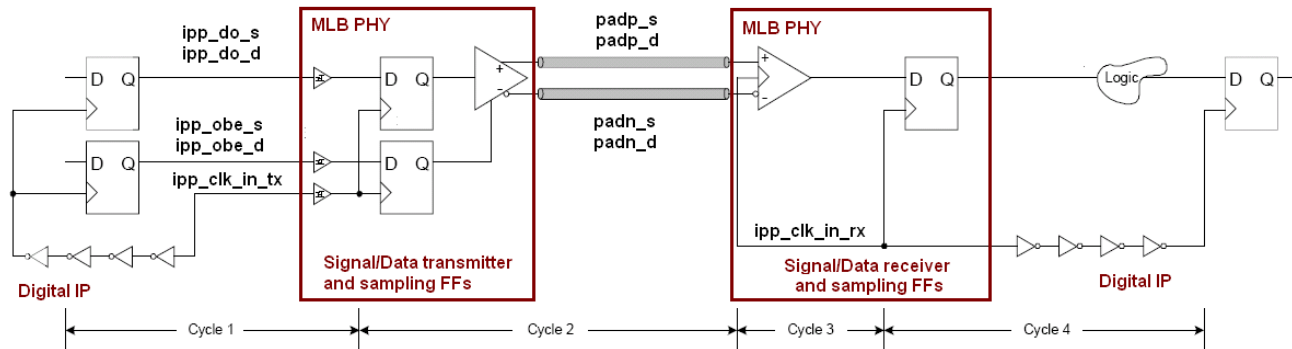 MLB PHY
ipp_do_s
ipp_do_d
D Q
D Q
ipp_obe_s
ipp_obe_d
D Q
D Q
ipp_clk_in_tx
+
-
Signal/Data transmitter
and sampling FFs
Digital IP
padp_s
padp_d
padn_s
padn_d
MLB PHY
+
-
D Q
ipp_clk_in_rx
Signal/Data receiver
and sampling FFs
Logic
D Q
Digital IP
Cycle 1
Cycle 2
Cycle 3
Cycle 4